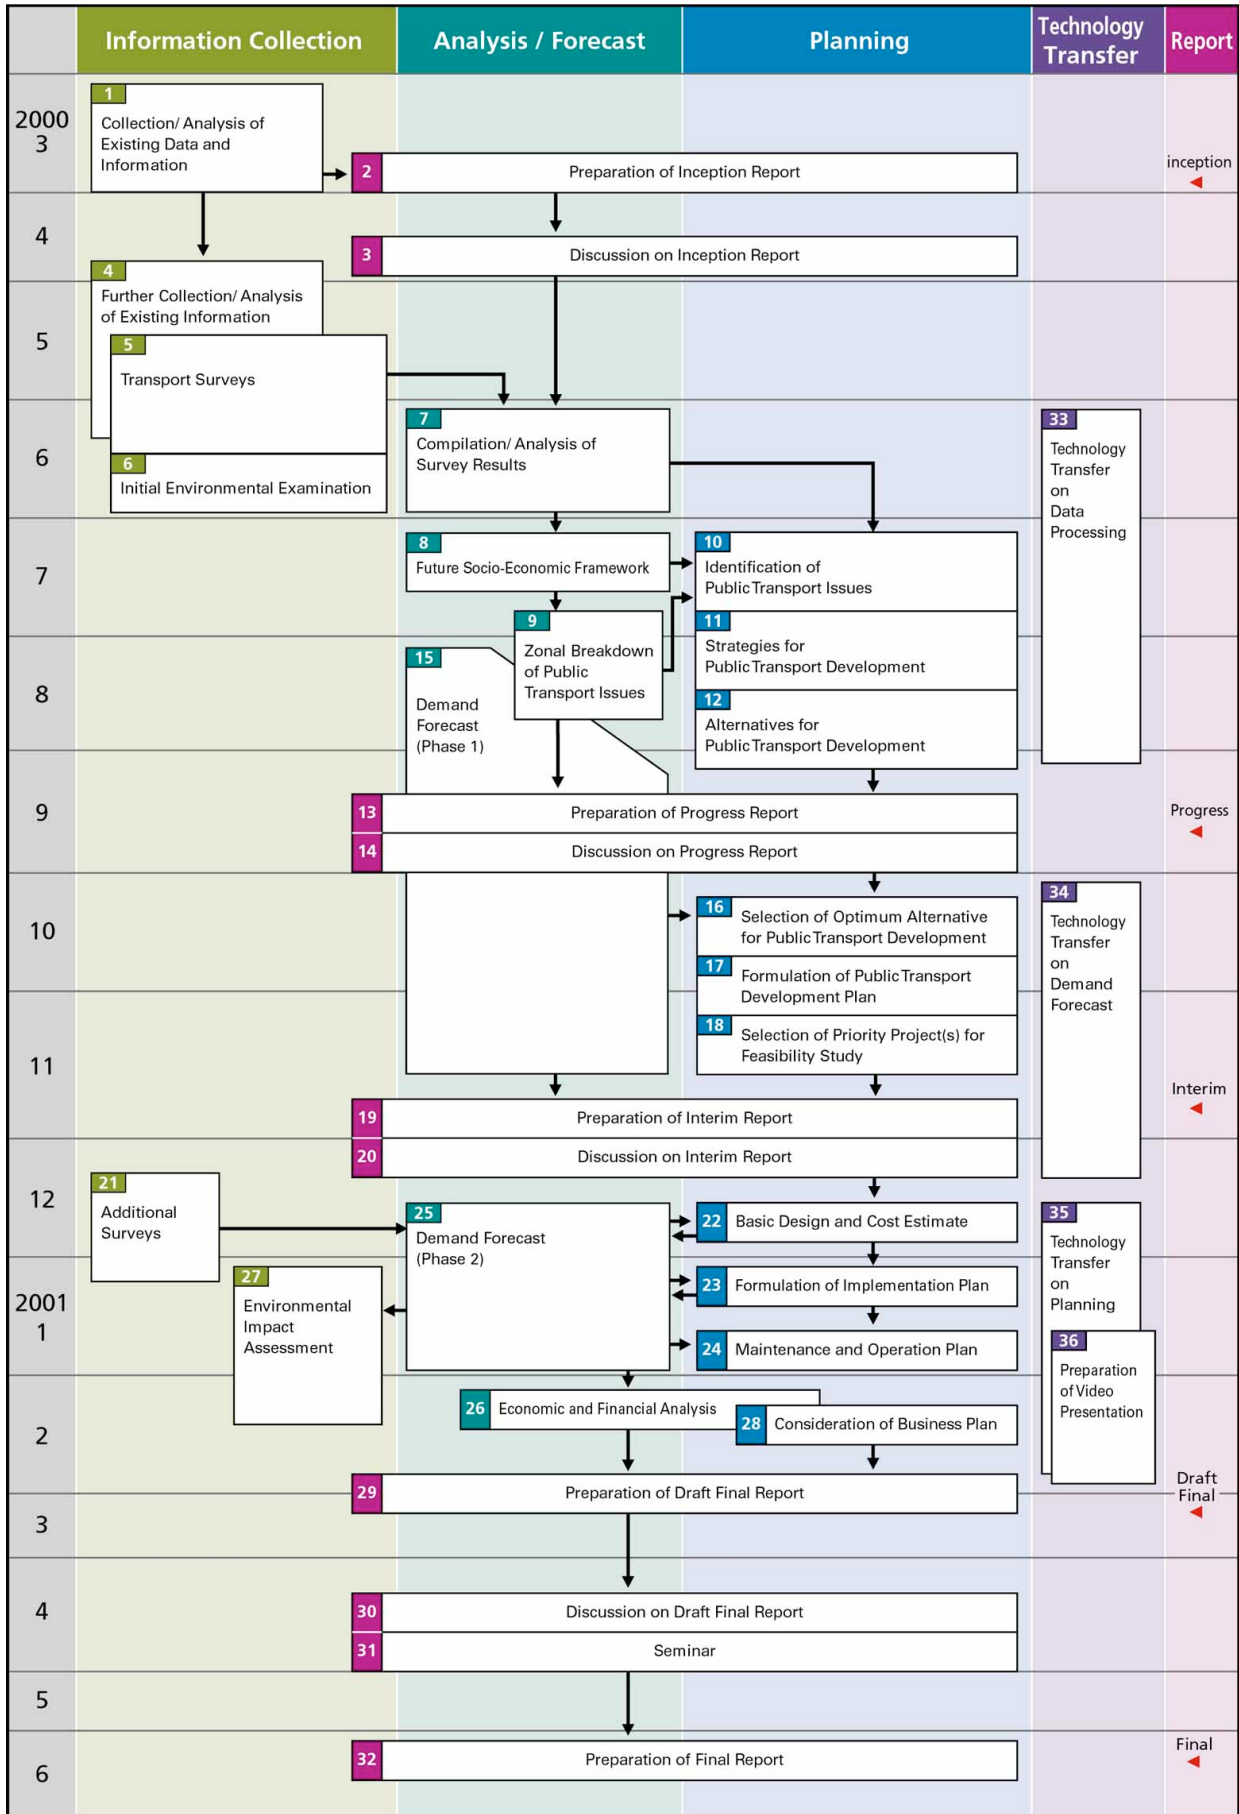 Information Collection
Analysis / Forecast
Planning
Technology
Transfer
Report
2000
3
1
Collection/ Analysis of
Existing Data and
Information
2
Preparation of Inception Report
inception
4
3
Discussion on Inception Report
4
Further Collection/ Analysis
of Existing Information
5
5
Transport Surveys
6
6
Initial Environmental Examination
7
Compilation/ Analysis of
Survey Results
33
Technology
Transfer
on
Data
Processing
7
8
Future Socio-Economic Framework
10
Identification of
Public Transport Issues
9
Zonal Breakdown
of Public
Transport Issues
11
Strategies for
Public Transport Development
8
15
Demand
Forecast
(Phase 1)
12
Alternatives for
Public Transport Development
9
13
Preparation of Progress Report
Progress
14
Discussion on Progress Report
10
16
Selection of Optimum Alternative
for Public Transport Development
34
Technology
Transfer
on
Demand
Forecast
17
Formulation of Public Transport
Development Plan
11
18
Selection of Priority Project(s) for
Feasibility Study
19
Preparation of Interim Report
Interim
20
Discussion on Interim Report
12
21
Additional
Surveys
25
Demand Forecast
(Phase 2)
22
Basic Design and Cost Estimate
35
Technology
Transfer
on
Planning
2001
1
27
Environmental
Impact
Assessment
23
Formulation of Implementation Plan
24
Maintenance and Operation Plan
36
Preparation
of Video
Presentation
2
26
Economic and Financial Analysis
28
Consideration of Business Plan
29
Preparation of Draft Final Report
Draft
Final
3
4
30
Discussion on Draft Final Report
31
Seminar
5
6
32
Preparation of Final Report
Final